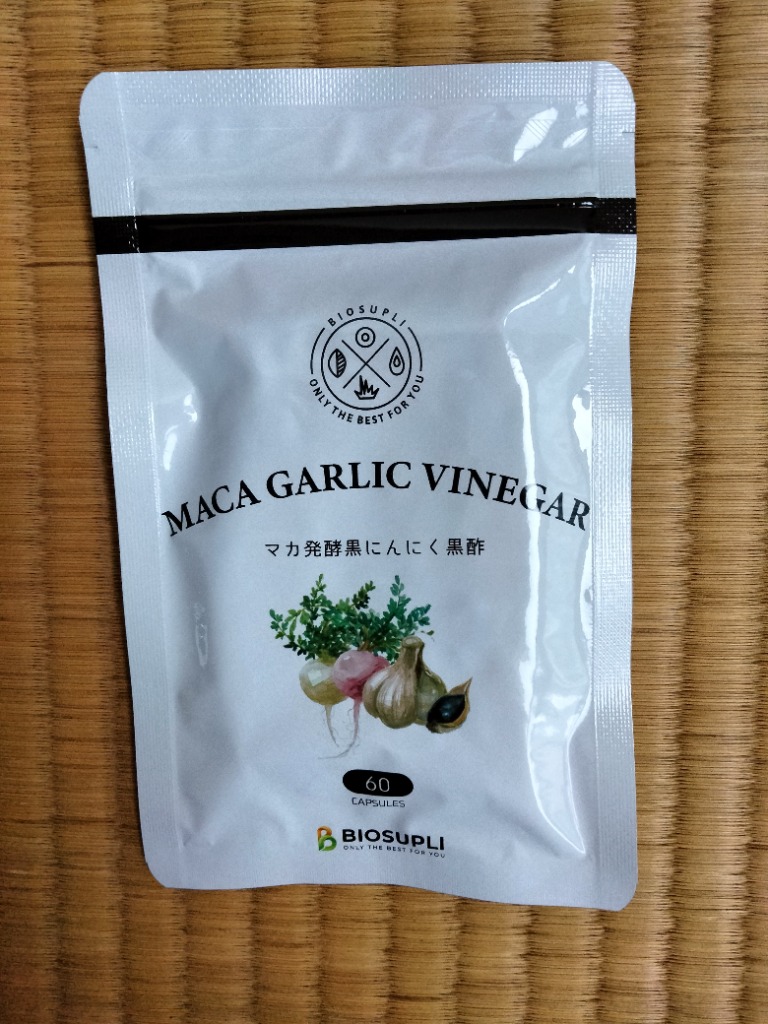 BIOSUPLI
ONLY THE BEST FOR YOU
MACA GARLIC VINEGAR
マカ発酵黒にんにく黒酢
60
CAPSULES
BIOSUPLI
ONLY THE BEST FOR YOU